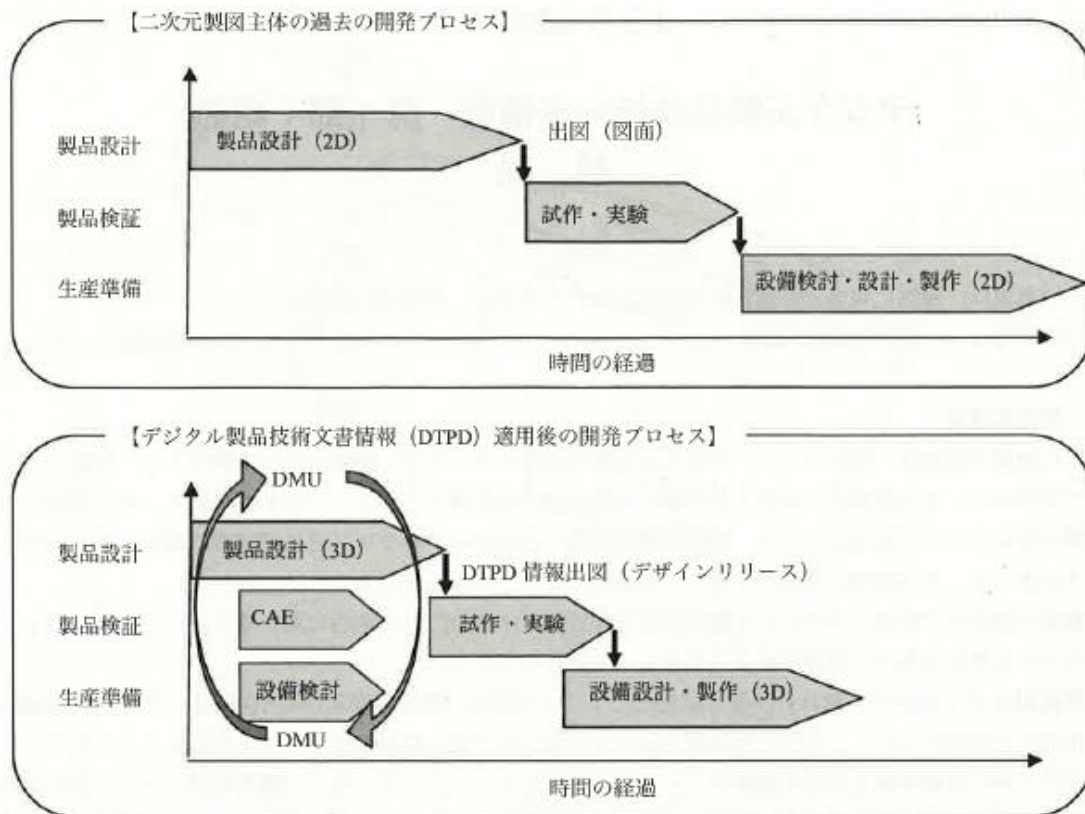 【二次元製図主体の過去の開発プロセス】
製品設計
製品設計（2D）
出図（図面）
製品検証
試作・実験
生産準備
設備検討・設計・製作（2D）
時間の経過
【デジタル製品技術文書情報（DTPD）適用後の開発プロセス】
DMU
製品設計
製品設計（3D）
DTPD 情報出図（デザインリリース）
製品検証
CAE
試作・実験
生産準備
設備検討
設備設計・製作（3D）
DMU
時間の経過